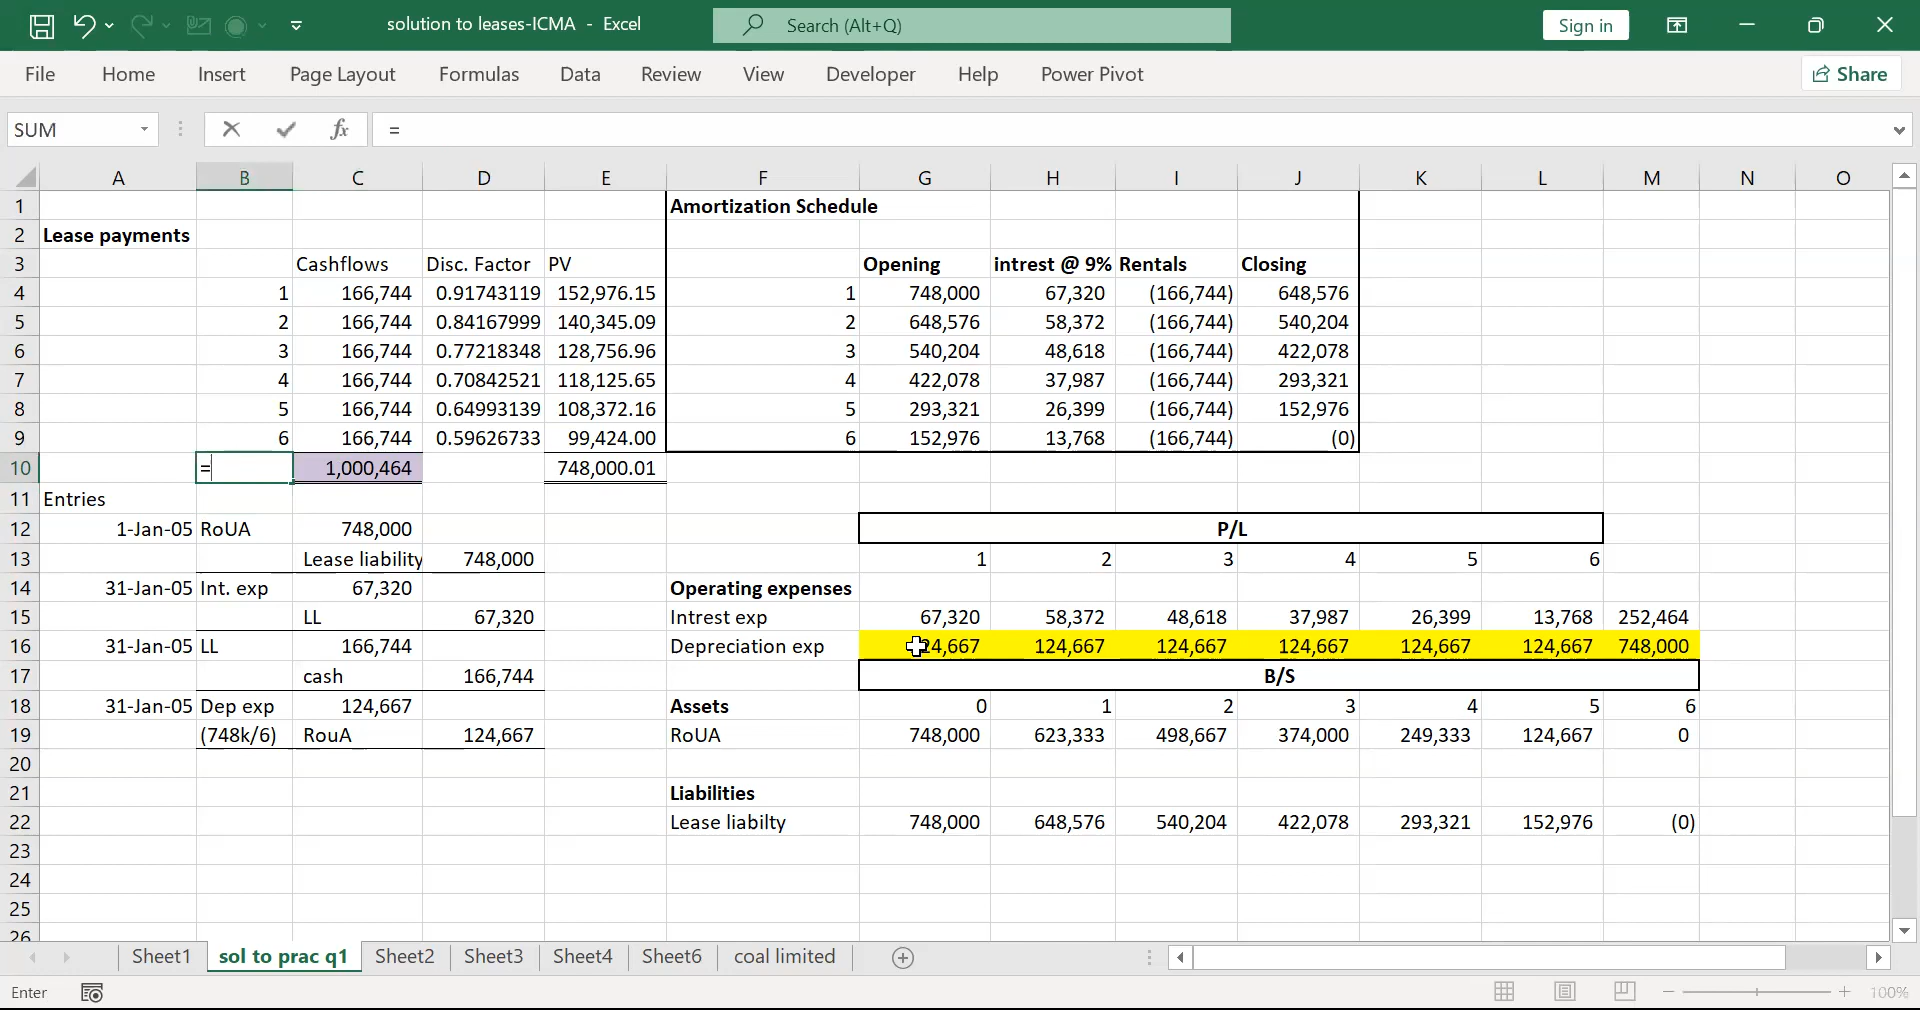 solution to leases-ICMA - Excel
Search (Alt+Q)
Sign in
File Home Insert Page Layout Formulas Data Review View Developer Help Power Pivot Share
SUM fx =
A B C D E F G H I J K L M N O
1 Amortization Schedule
2 Lease payments
3 Cashflows Disc. Factor PV Opening intrest @ 9% Rentals Closing
4 1 166,744 0.91743119 152,976.15 1 748,000 67,320 (166,744) 648,576
5 2 166,744 0.84167999 140,345.09 2 648,576 58,372 (166,744) 540,204
6 3 166,744 0.77218348 128,756.96 3 540,204 48,618 (166,744) 422,078
7 4 166,744 0.70842521 118,125.65 4 422,078 37,987 (166,744) 293,321
8 5 166,744 0.64993139 108,372.16 5 293,321 26,399 (166,744) 152,976
9 6 166,744 0.59626733 99,424.00 6 152,976 13,768 (166,744) (0)
10 = 1,000,464 748,000.01
11 Entries
12 1-Jan-05 RoUA 748,000 P/L
13 Lease liability 748,000 1 2 3 4 5 6
14 31-Jan-05 Int. exp 67,320 Operating expenses
15 LL 67,320 Intrest exp 67,320 58,372 48,618 37,987 26,399 13,768 252,464
16 31-Jan-05 LL 166,744 Depreciation exp 24,667 124,667 124,667 124,667 124,667 124,667 748,000
17 cash 166,744 B/S
18 31-Jan-05 Dep exp 124,667 Assets 0 1 2 3 4 5 6
19 (748k/6) RouA 124,667 RoUA 748,000 623,333 498,667 374,000 249,333 124,667 0
20
21 Liabilities
22 Lease liabilty 748,000 648,576 540,204 422,078 293,321 152,976 (0)
23
24
25
26
Sheet1 sol to prac q1 Sheet2 Sheet3 Sheet4 Sheet6 coal limited
Enter 100%